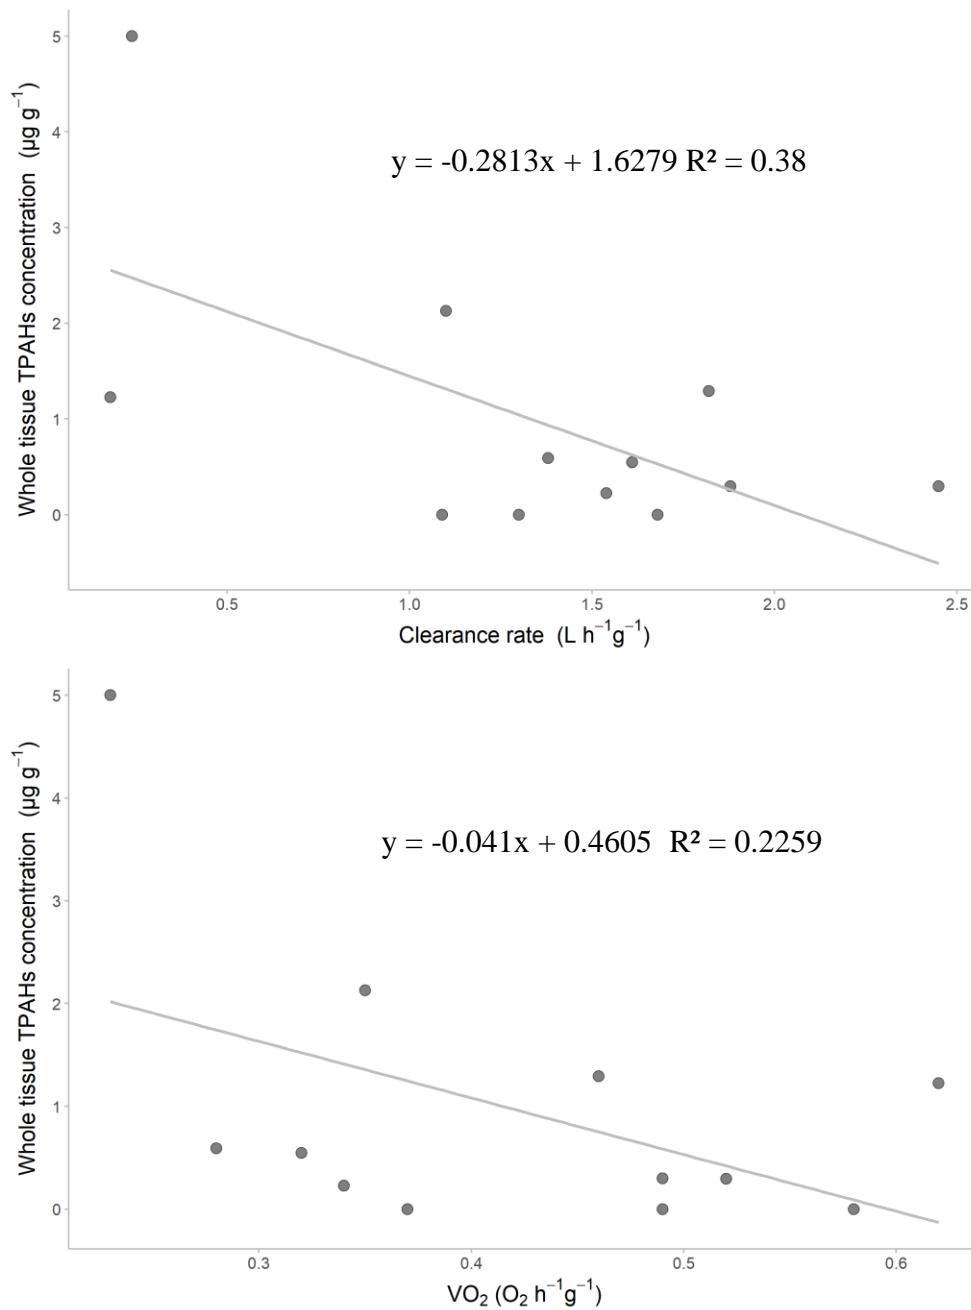 Whole tissue TPAHs concentration (µg g⁻¹)
5
4
3
2
1
0
y = -0.2813x + 1.6279 R² = 0.38
0.5 1.0 1.5 2.0 2.5
Clearance rate (L h⁻¹g⁻¹)
Whole tissue TPAHs concentration (µg g⁻¹)
5
4
3
2
1
0
y = -0.041x + 0.4605 R² = 0.2259
0.3 0.4 0.5 0.6
VO₂ (O₂ h⁻¹g⁻¹)